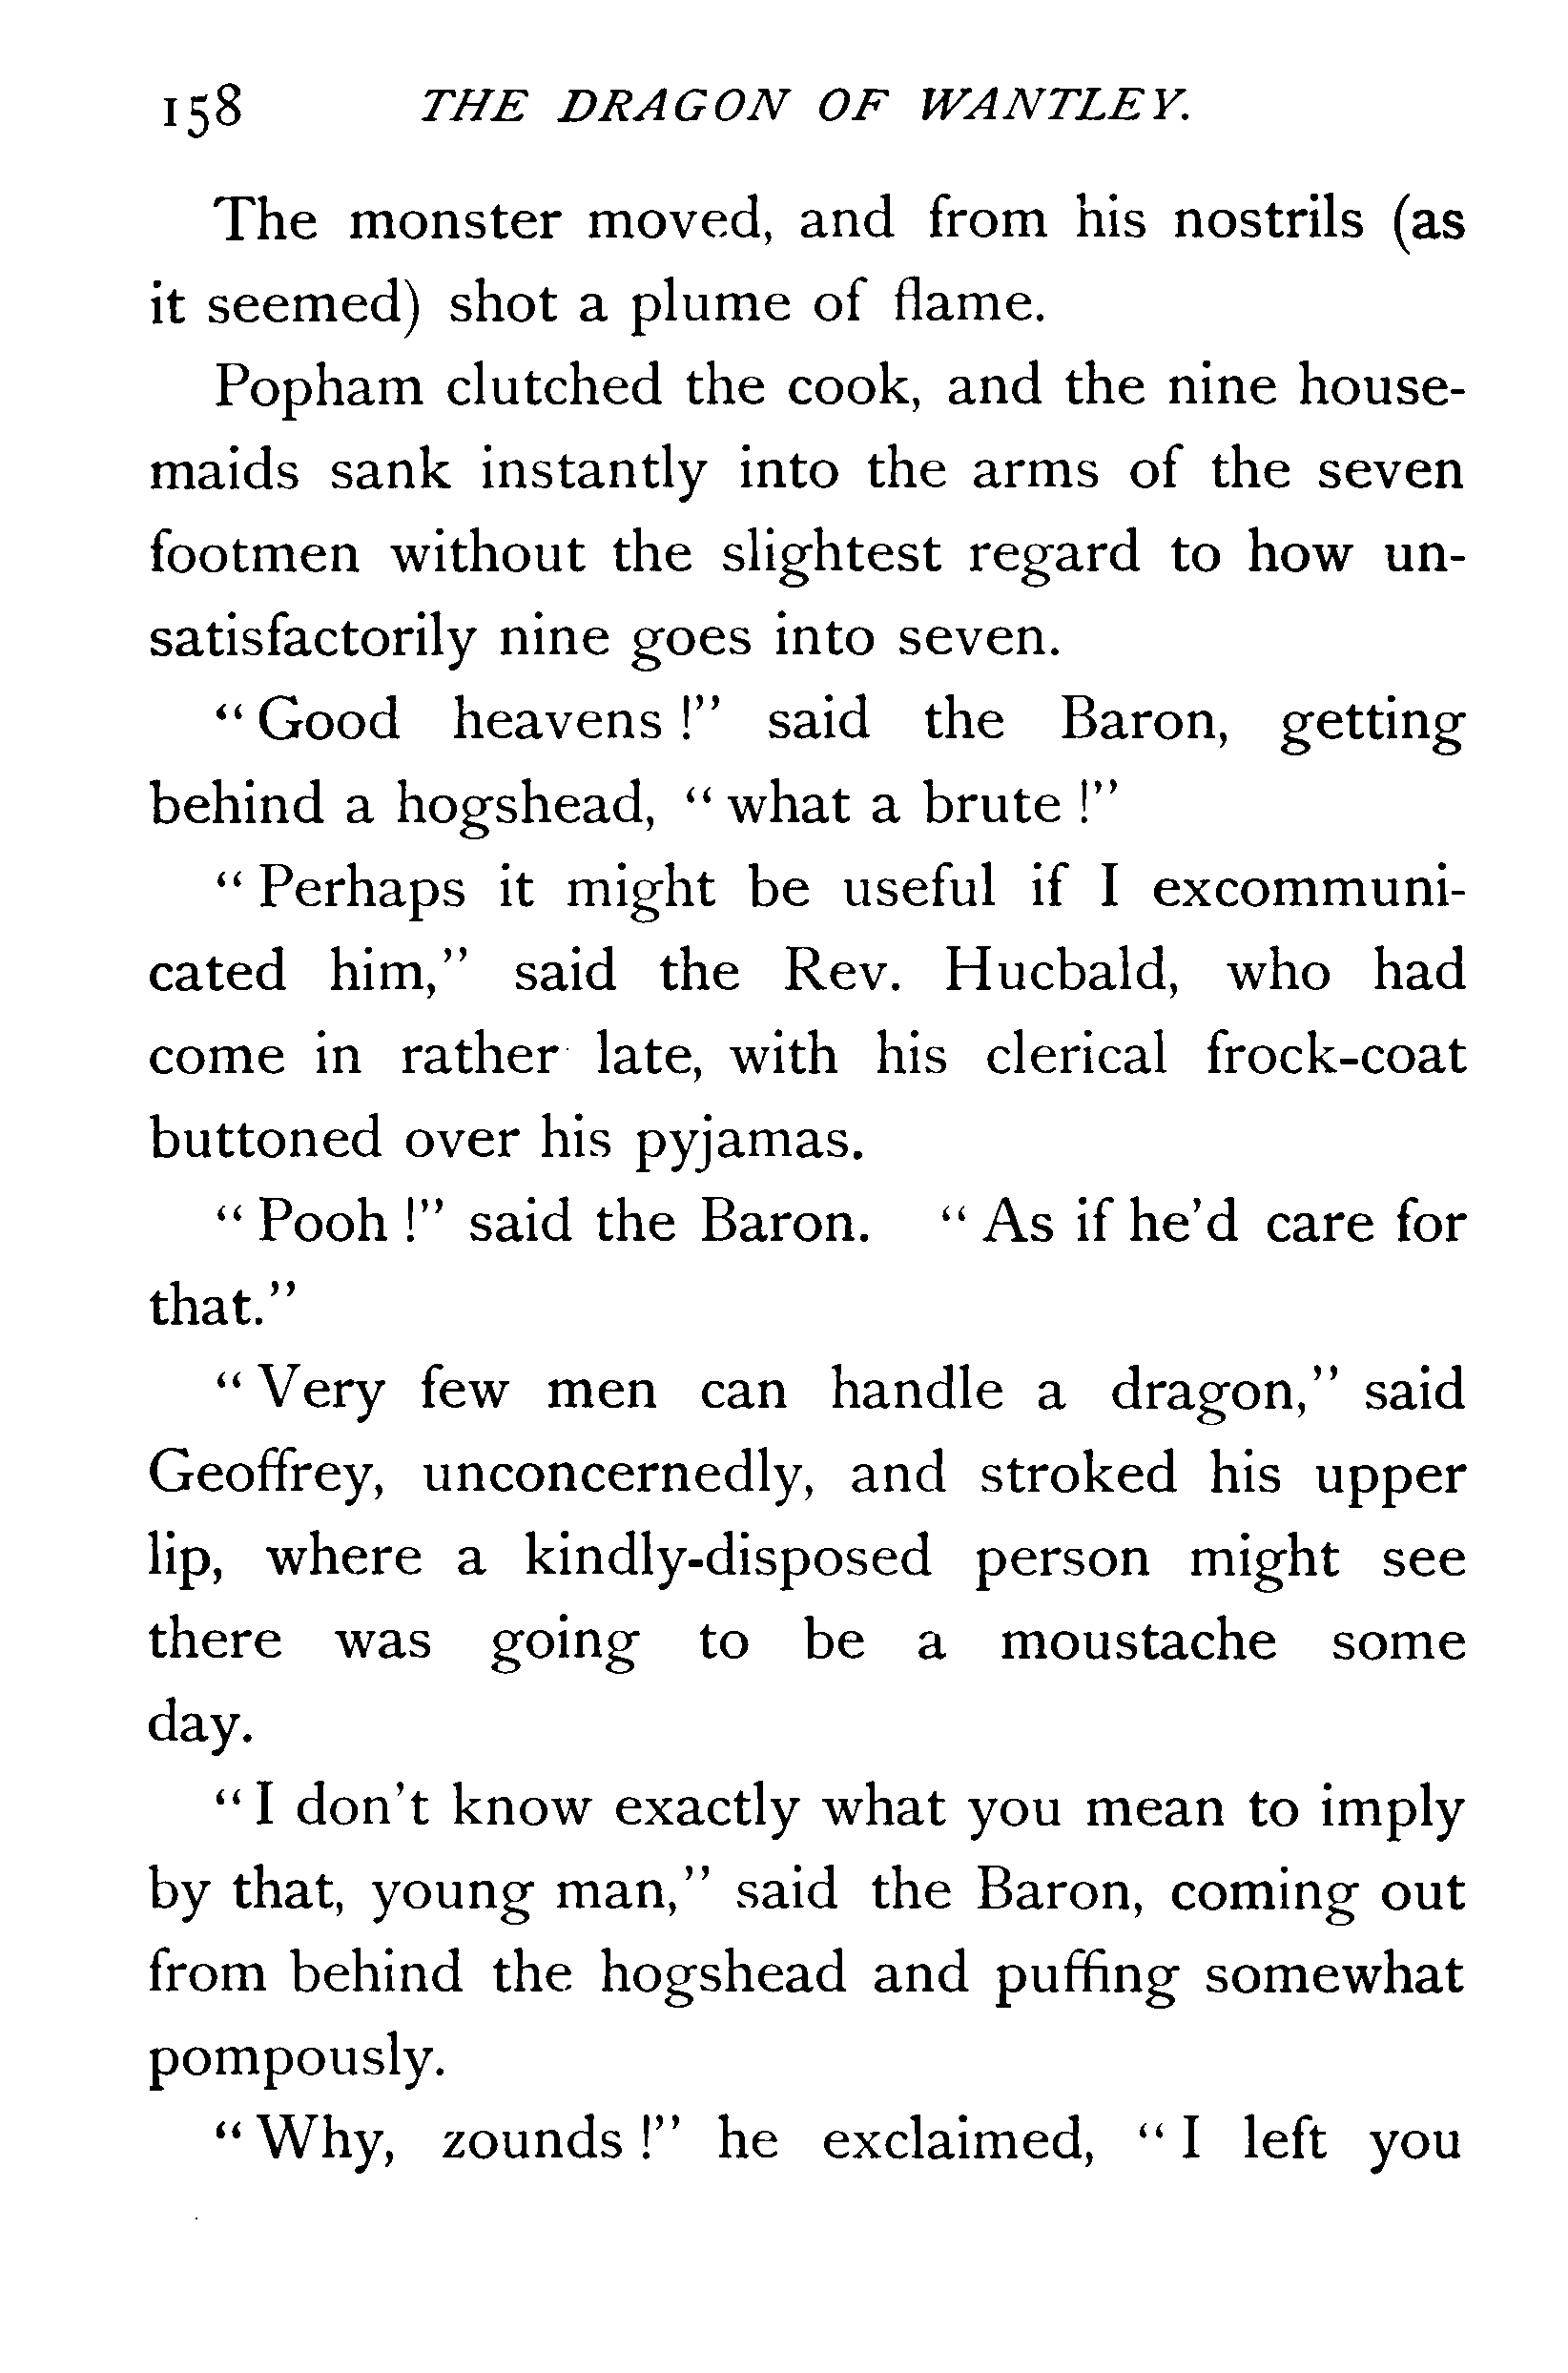 158 THE DRAGON OF WANTLEY.
The monster moved, and from his nostrils (as
it seemed) shot a plume of flame.
Popham clutched the cook, and the nine house-
maids sank instantly into the arms of the seven
footmen without the slightest regard to how un-
satisfactorily nine goes into seven.
“Good heavens!” said the Baron, getting
behind a hogshead, “what a brute!”
“Perhaps it might be useful if I excommuni-
cated him,” said the Rev. Hucbald, who had
come in rather late, with his clerical frock-coat
buttoned over his pyjamas.
“Pooh!” said the Baron. “As if he’d care for
that.”
“Very few men can handle a dragon,” said
Geoffrey, unconcernedly, and stroked his upper
lip, where a kindly-disposed person might see
there was going to be a moustache some
day.
“I don’t know exactly what you mean to imply
by that, young man,” said the Baron, coming out
from behind the hogshead and puffing somewhat
pompously.
“Why, zounds!” he exclaimed, “I left you